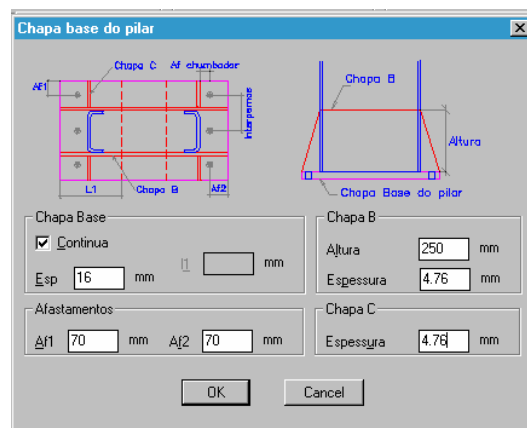 Chapa base do pilar
Chapa C
Af chumbador
Af1
Interpernas
L1
Chapa B
Af2
Chapa B
Altura
Chapa Base do pilar
Chapa Base
Continua
Esp 16 mm
l1 mm
Chapa B
Altura 250 mm
Espessura 4.76 mm
Afastamentos
Af1 70 mm Af2 70 mm
Chapa C
Espessura 4.76 mm
OK
Cancel